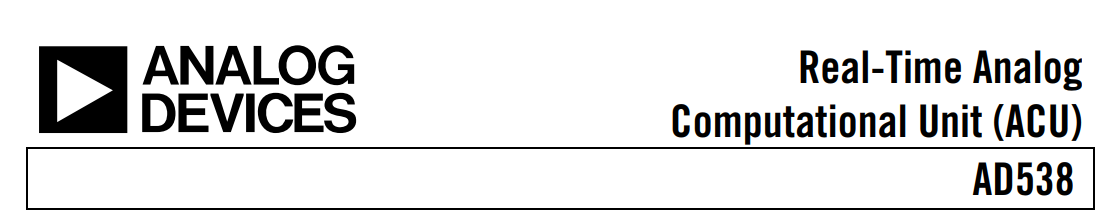 ANALOG
DEVICES
Real-Time Analog
Computational Unit (ACU)
AD538